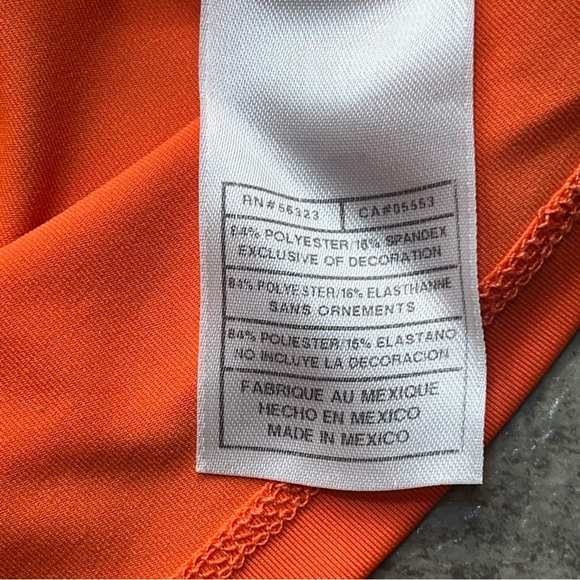 RN#56323 CA#05553
84% POLYESTER/16% SPANDEX
EXCLUSIVE OF DECORATION
84% POLYESTER/16% ELASTHANNE
SANS ORNEMENTS
84% POLIESTER/16% ELASTANO
NO INCLUYE LA DECORACION
FABRIQUE AU MEXIQUE
HECHO EN MEXICO
MADE IN MEXICO